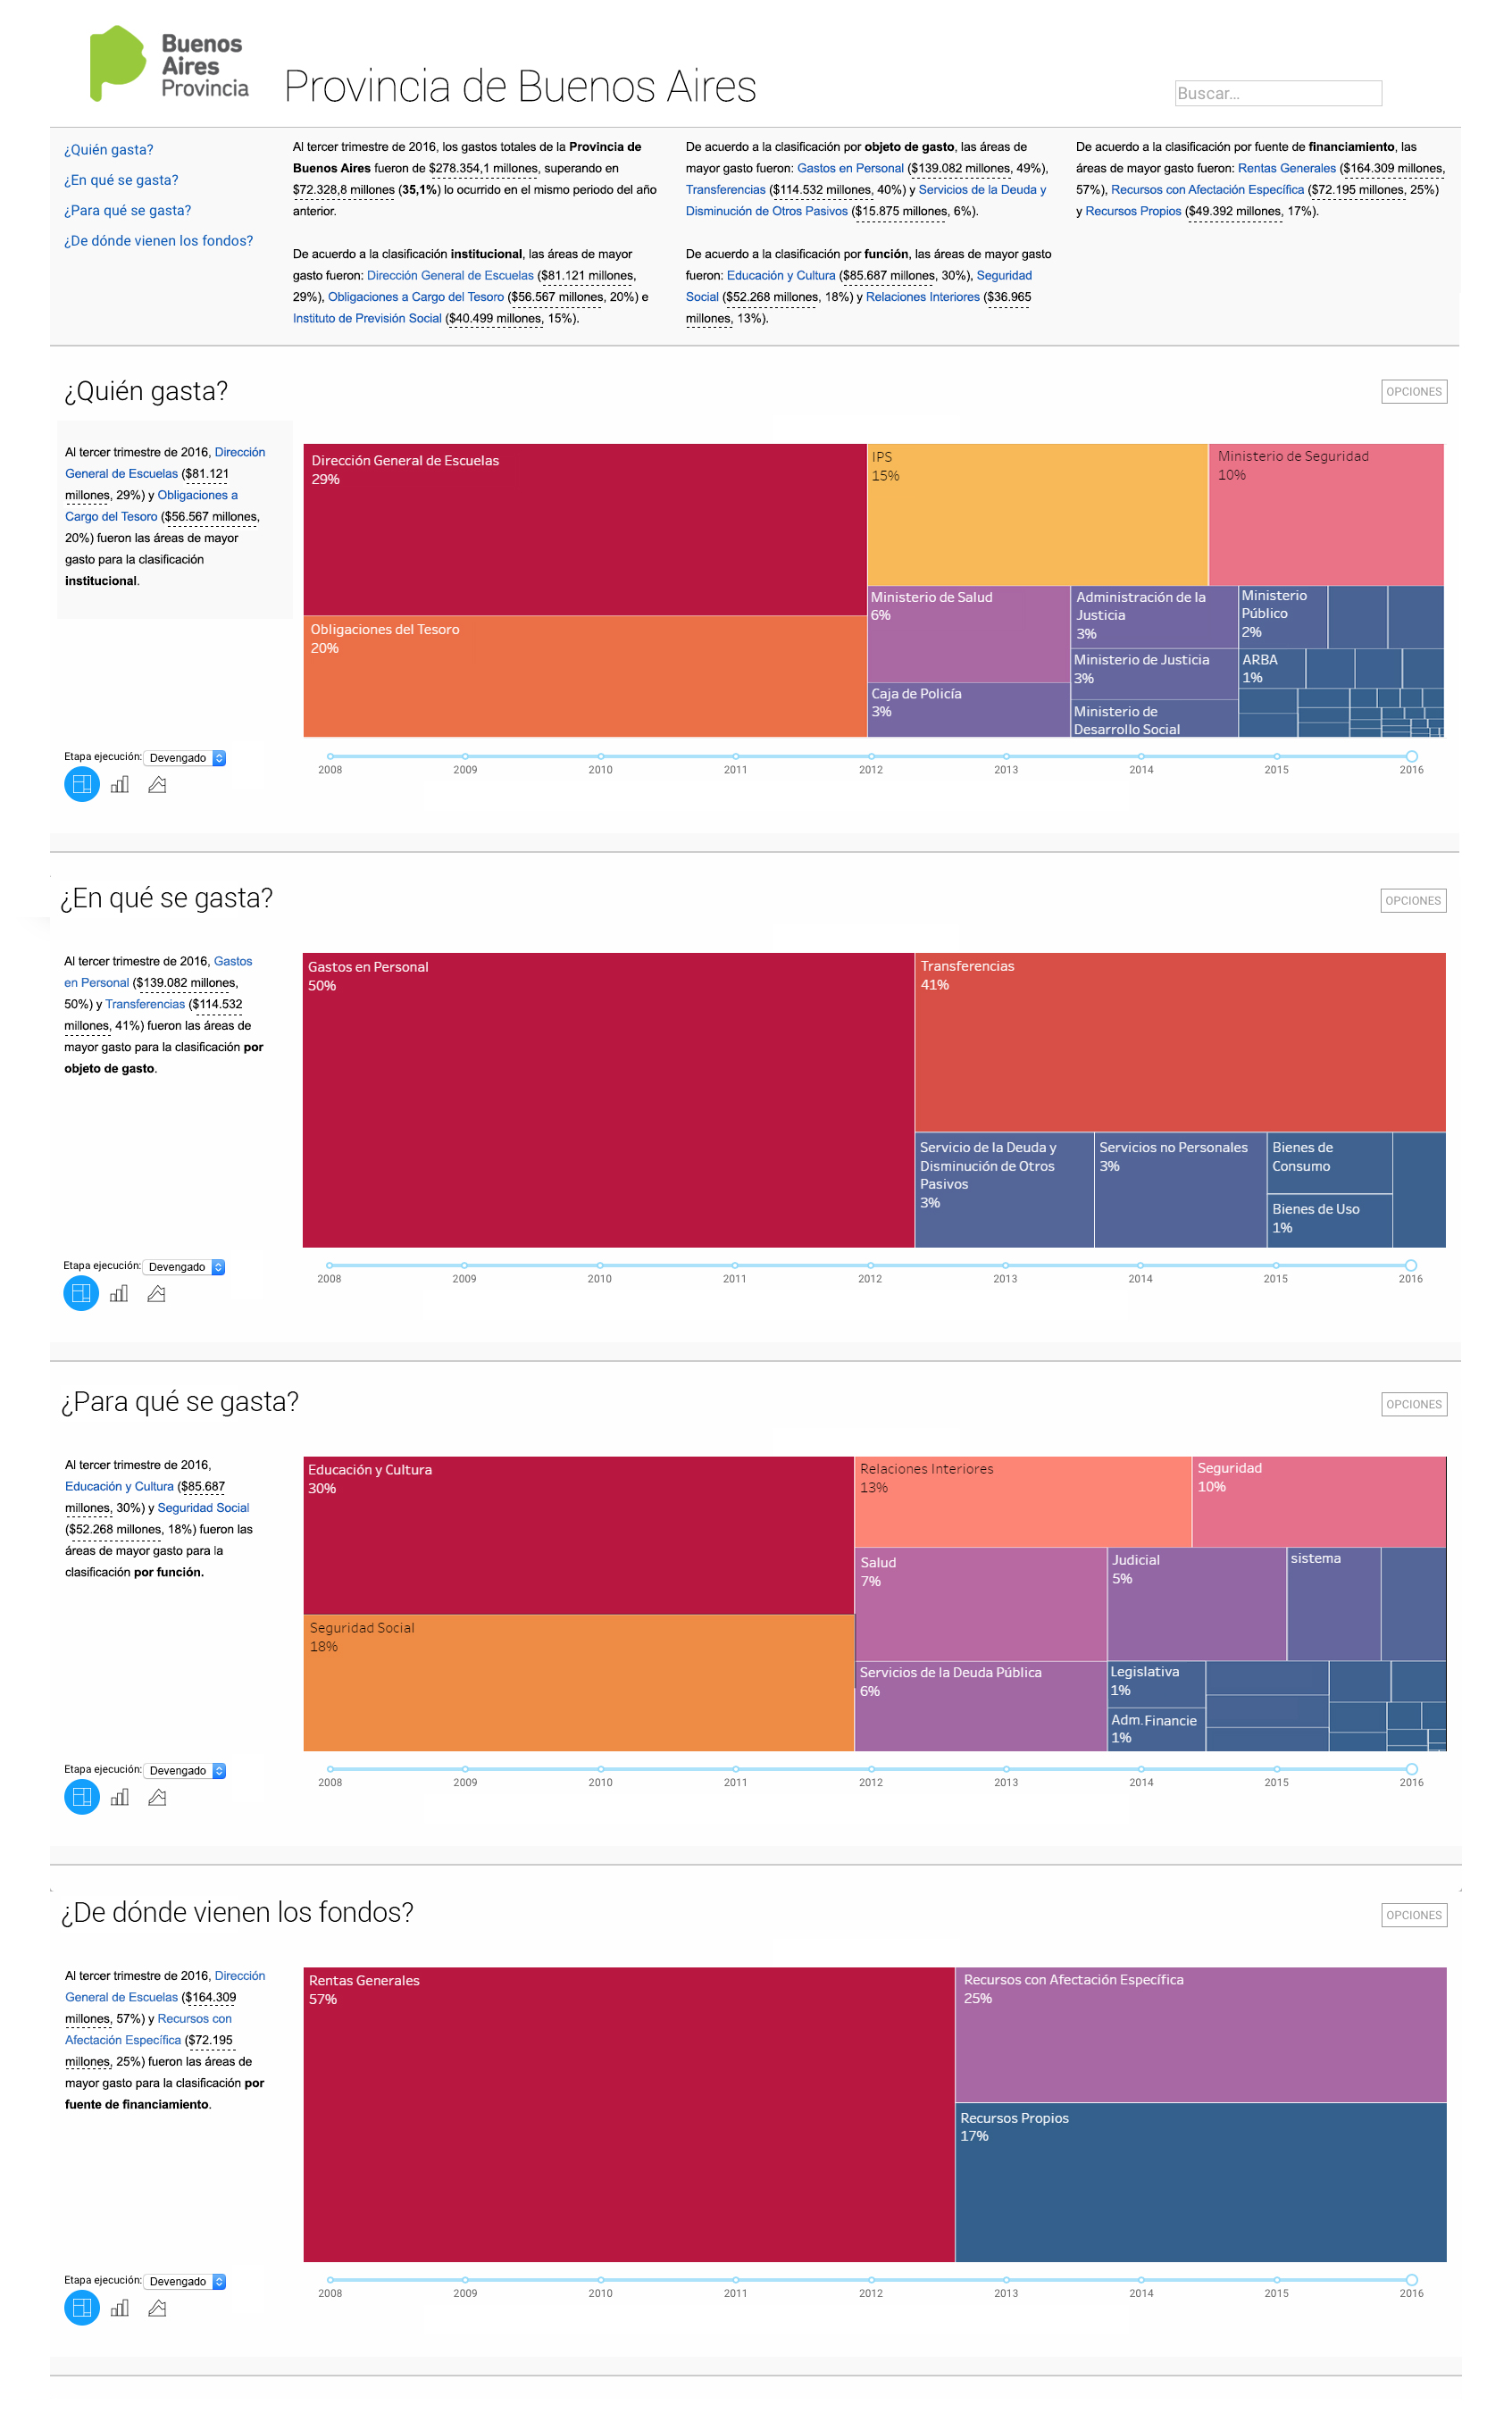 Buenos
Aires
Provincia
Provincia de Buenos Aires
Buscar...
¿Quién gasta?
¿En qué se gasta?
¿Para qué se gasta?
¿De dónde vienen los fondos?
Al tercer trimestre de 2016, los gastos totales de la Provincia de
Buenos Aires fueron de $278.354,1 millones, superando en
$72.328,8 millones (35,1%) lo ocurrido en el mismo periodo del año
anterior.
De acuerdo a la clasificación institucional, las áreas de mayor
gasto fueron: Dirección General de Escuelas ($81.121 millones,
29%), Obligaciones a Cargo del Tesoro ($56.567 millones, 20%) e
Instituto de Previsión Social ($40.499 millones, 15%).
De acuerdo a la clasificación por objeto de gasto, las áreas de
mayor gasto fueron: Gastos en Personal ($139.082 millones, 49%),
Transferencias ($114.532 millones, 40%) y Servicios de la Deuda y
Disminución de Otros Pasivos ($15.875 millones, 6%).
De acuerdo a la clasificación por función, las áreas de mayor gasto
fueron: Educación y Cultura ($85.687 millones, 30%), Seguridad
Social ($52.268 millones, 18%) y Relaciones Interiores ($36.965
millones, 13%).
De acuerdo a la clasificación por fuente de financiamiento, las
áreas de mayor gasto fueron: Rentas Generales ($164.309 millones,
57%), Recursos con Afectación Específica ($72.195 millones, 25%)
y Recursos Propios ($49.392 millones, 17%).
¿Quién gasta?
OPCIONES
Al tercer trimestre de 2016, Dirección
General de Escuelas ($81.121
millones, 29%) y Obligaciones a
Cargo del Tesoro ($56.567 millones,
20%) fueron las áreas de mayor
gasto para la clasificación
institucional.
Dirección General de Escuelas
29%
Obligaciones del Tesoro
20%
IPS
15%
Ministerio de Seguridad
10%
Ministerio de Salud
6%
Caja de Policía
3%
Administración de la
Justicia
3%
Ministerio de Justicia
3%
Ministerio de
Desarrollo Social
Ministerio
Público
2%
ARBA
1%
Etapa ejecución: Devengado
2008 2009 2010 2011 2012 2013 2014 2015 2016
¿En qué se gasta?
OPCIONES
Al tercer trimestre de 2016, Gastos
en Personal ($139.082 millones,
50%) y Transferencias ($114.532
millones, 41%) fueron las áreas de
mayor gasto para la clasificación por
objeto de gasto.
Gastos en Personal
50%
Transferencias
41%
Servicio de la Deuda y
Disminución de Otros
Pasivos
3%
Servicios no Personales
3%
Bienes de
Consumo
Bienes de Uso
1%
Etapa ejecución: Devengado
2008 2009 2010 2011 2012 2013 2014 2015 2016
¿Para qué se gasta?
OPCIONES
Al tercer trimestre de 2016,
Educación y Cultura ($85.687
millones, 30%) y Seguridad Social
($52.268 millones, 18%) fueron las
áreas de mayor gasto para la
clasificación por función.
Educación y Cultura
30%
Seguridad Social
18%
Relaciones Interiores
13%
Seguridad
10%
Salud
7%
Servicios de la Deuda Pública
6%
Judicial
5%
sistema
Legislativa
1%
Adm. Financie
1%
Etapa ejecución: Devengado
2008 2009 2010 2011 2012 2013 2014 2015 2016
¿De dónde vienen los fondos?
OPCIONES
Al tercer trimestre de 2016, Dirección
General de Escuelas ($164.309
millones, 57%) y Recursos con
Afectación Específica ($72.195
millones, 25%) fueron las áreas de
mayor gasto para la clasificación por
fuente de financiamiento.
Rentas Generales
57%
Recursos con Afectación Específica
25%
Recursos Propios
17%
Etapa ejecución: Devengado
2008 2009 2010 2011 2012 2013 2014 2015 2016